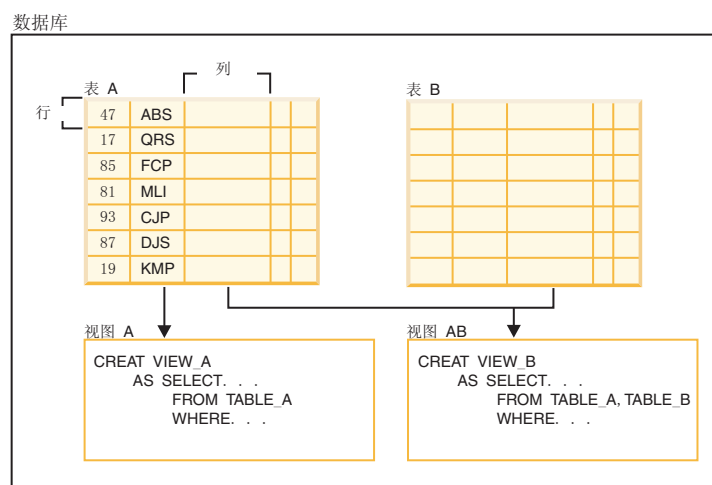 数据库
列
表 A
表 B
行
47 ABS
17 QRS
85 FCP
81 MLI
93 CJP
87 DJS
19 KMP
视图 A
视图 AB
CREAT VIEW_A
AS SELECT. . .
FROM TABLE_A
WHERE. . .
CREAT VIEW_B
AS SELECT. . .
FROM TABLE_A, TABLE_B
WHERE. . .